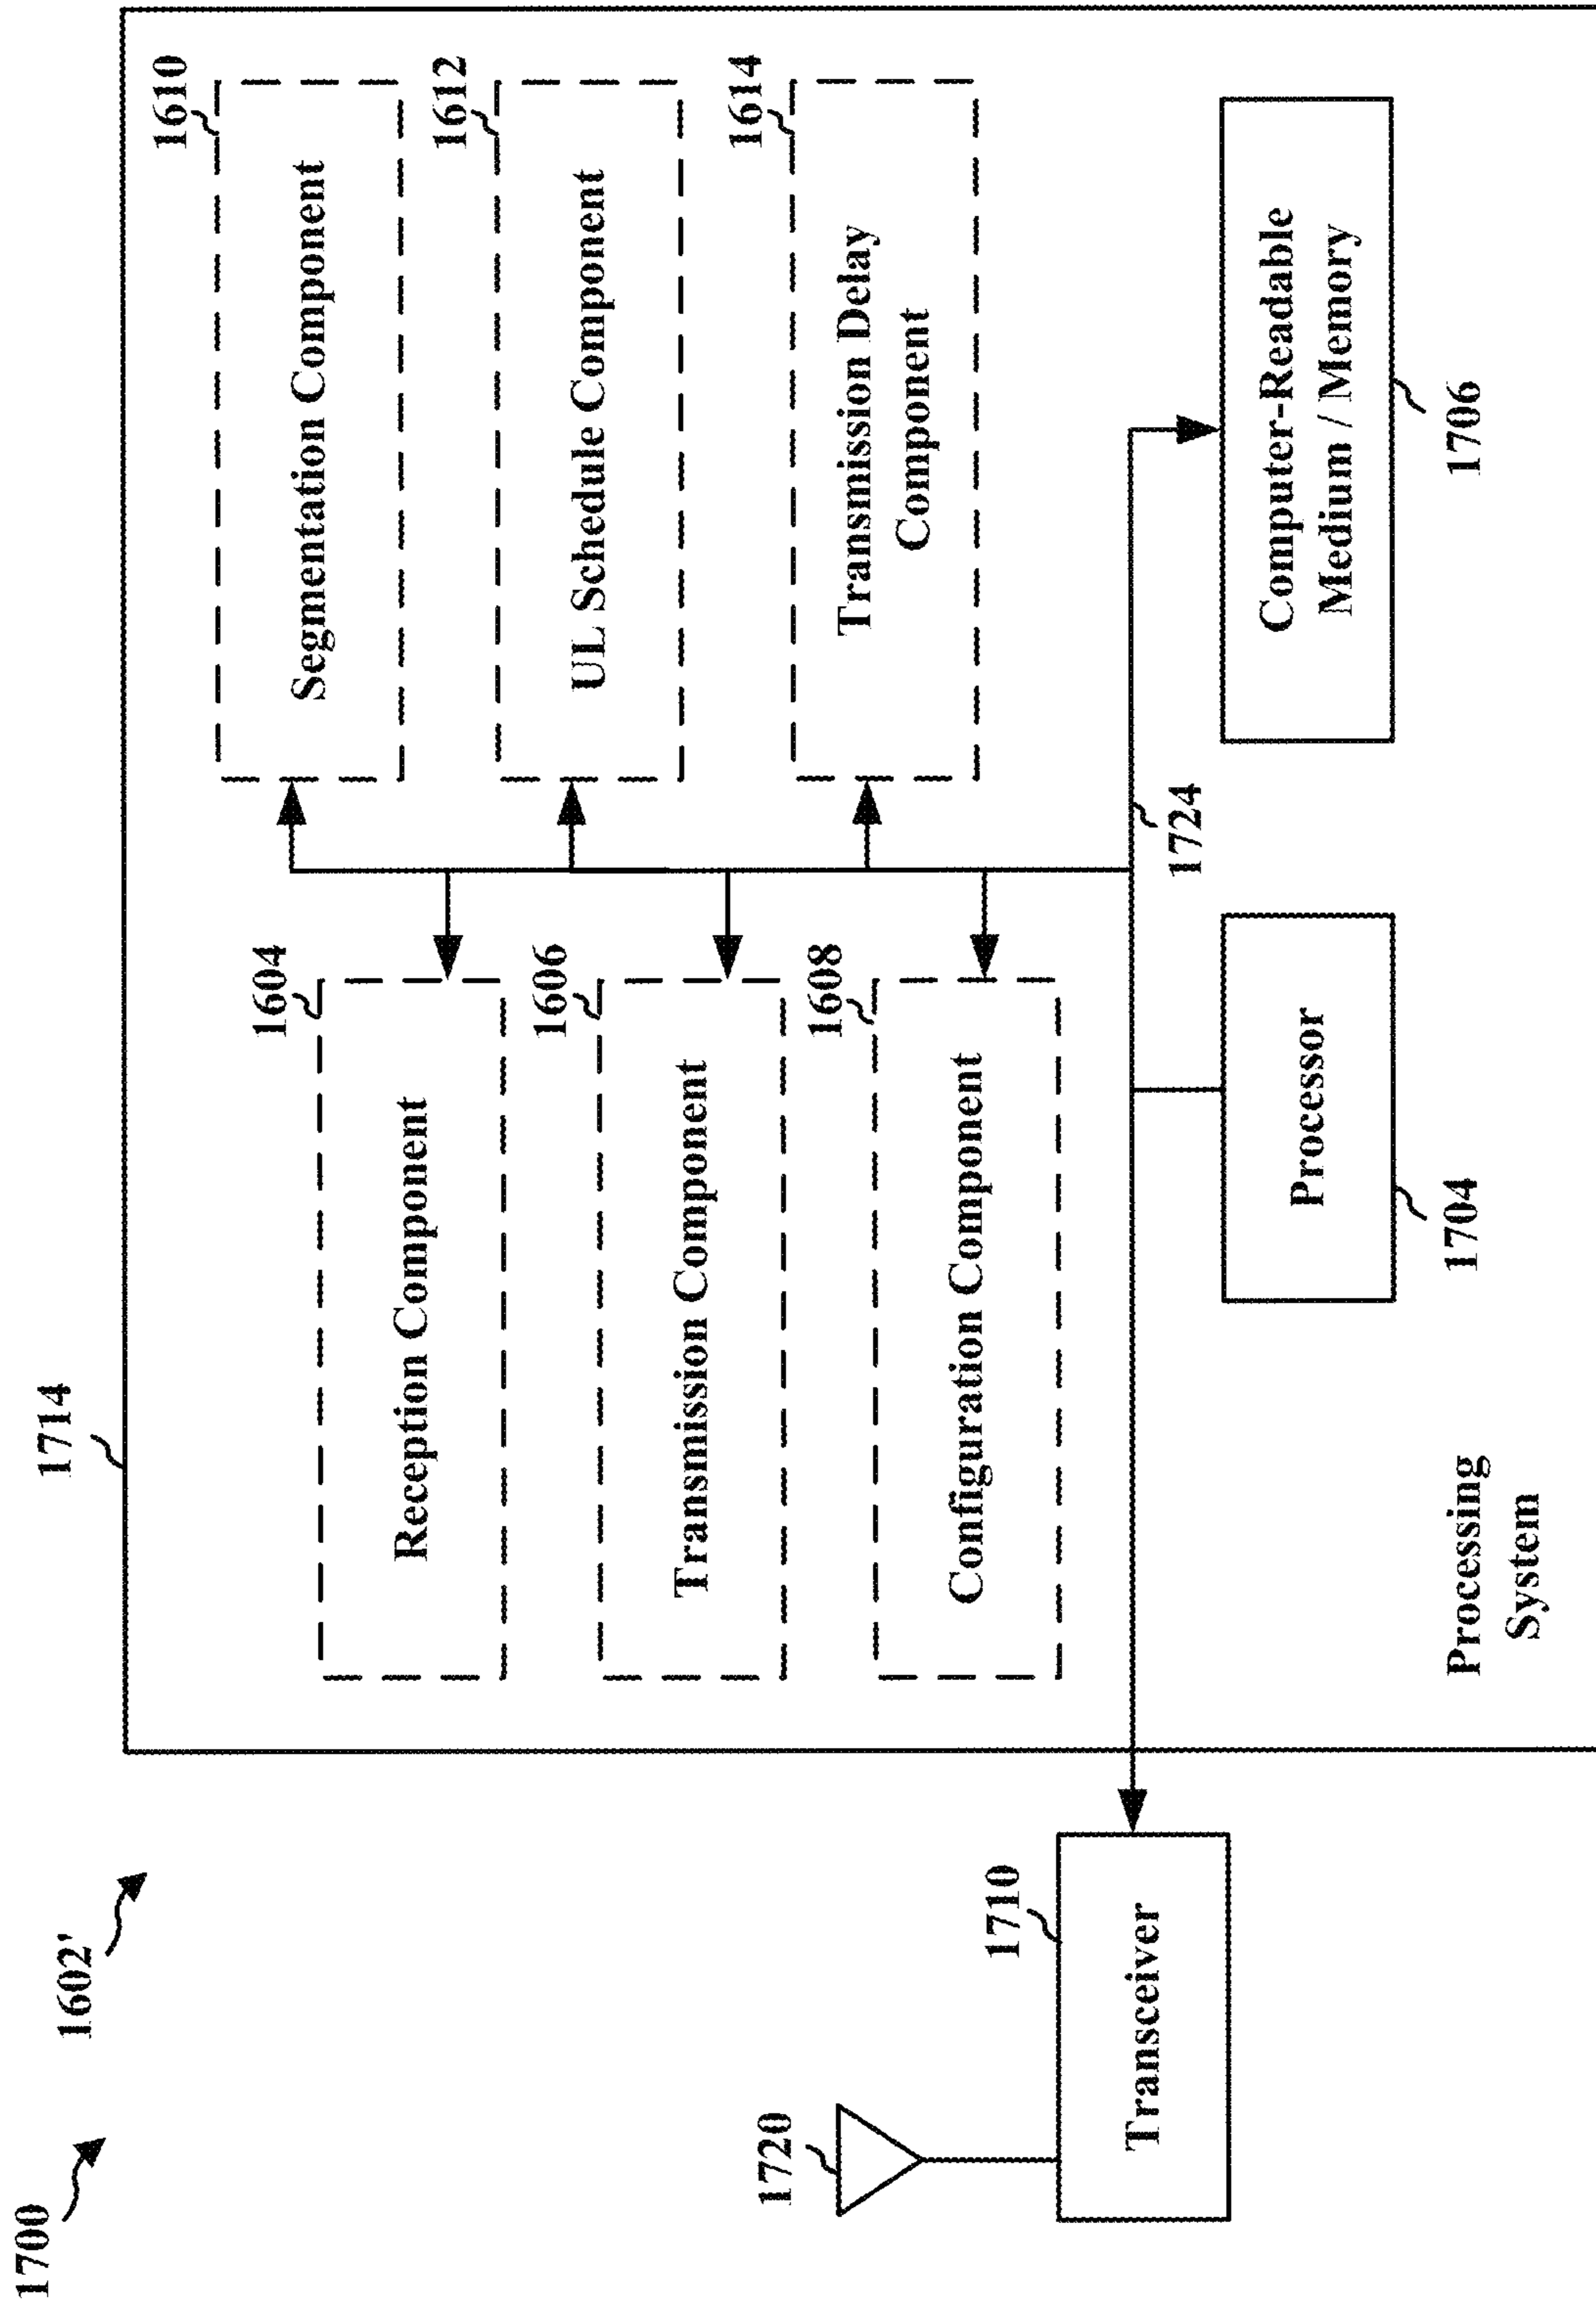 1700
1602'
1714
1604
Reception Component
1610
Segmentation Component
1606
Transmission Component
1612
UL Schedule Component
1608
Configuration Component
1614
Transmission Delay
Component
1720
1710
Transceiver
1724
Processor
1704
Computer-Readable
Medium / Memory
1706
Processing
System